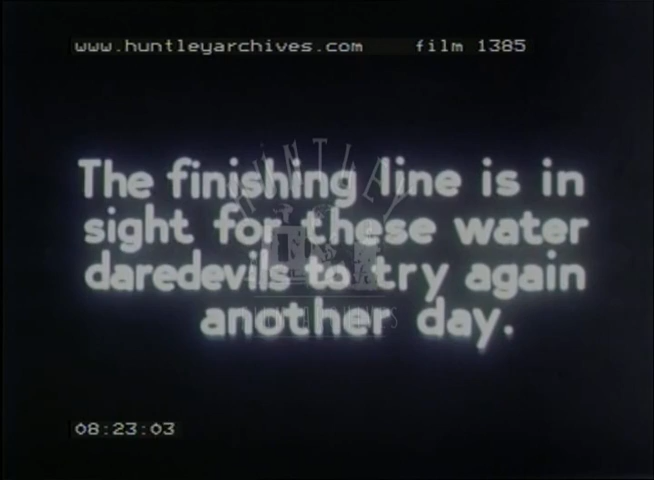 www.huntleyarchives.com film 1385
The finishing line is in
sight for these water
daredevils to try again
another day.
HUNTLEY
08:23:03